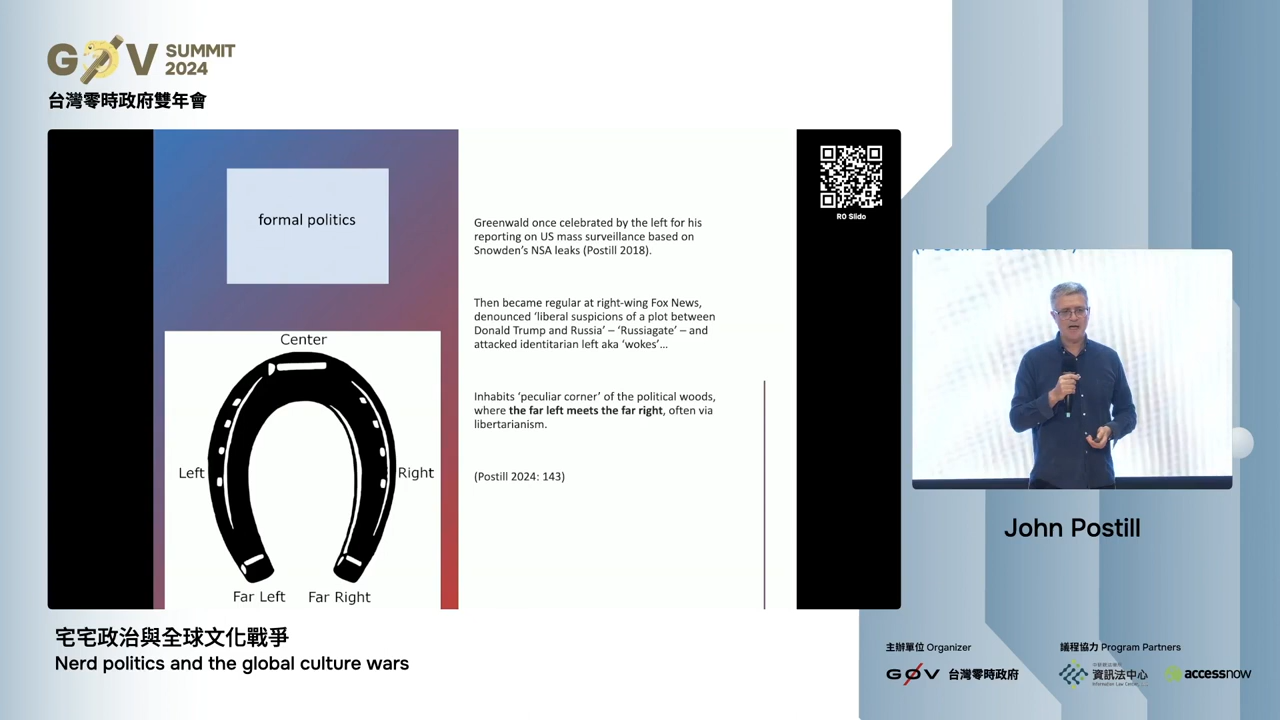 G0V SUMMIT 2024
台灣零時政府雙年會
formal politics
Center
Left
Right
Far Left
Far Right
Greenwald once celebrated by the left for his
reporting on US mass surveillance based on
Snowden's NSA leaks (Postill 2018).
Then became regular at right-wing Fox News,
denounced 'liberal suspicions of a plot between
Donald Trump and Russia' – 'Russiagate' – and
attacked identitarian left aka 'wokes'...
Inhabits 'peculiar corner' of the political woods,
where the far left meets the far right, often via
libertarianism.
(Postill 2024: 143)
R0 Slido
John Postill
宅宅政治與全球文化戰爭
Nerd politics and the global culture wars
主辦單位 Organizer
G0V 台灣零時政府
議程協力 Program Partners
資訊法中心
Information Law Center
accessnow